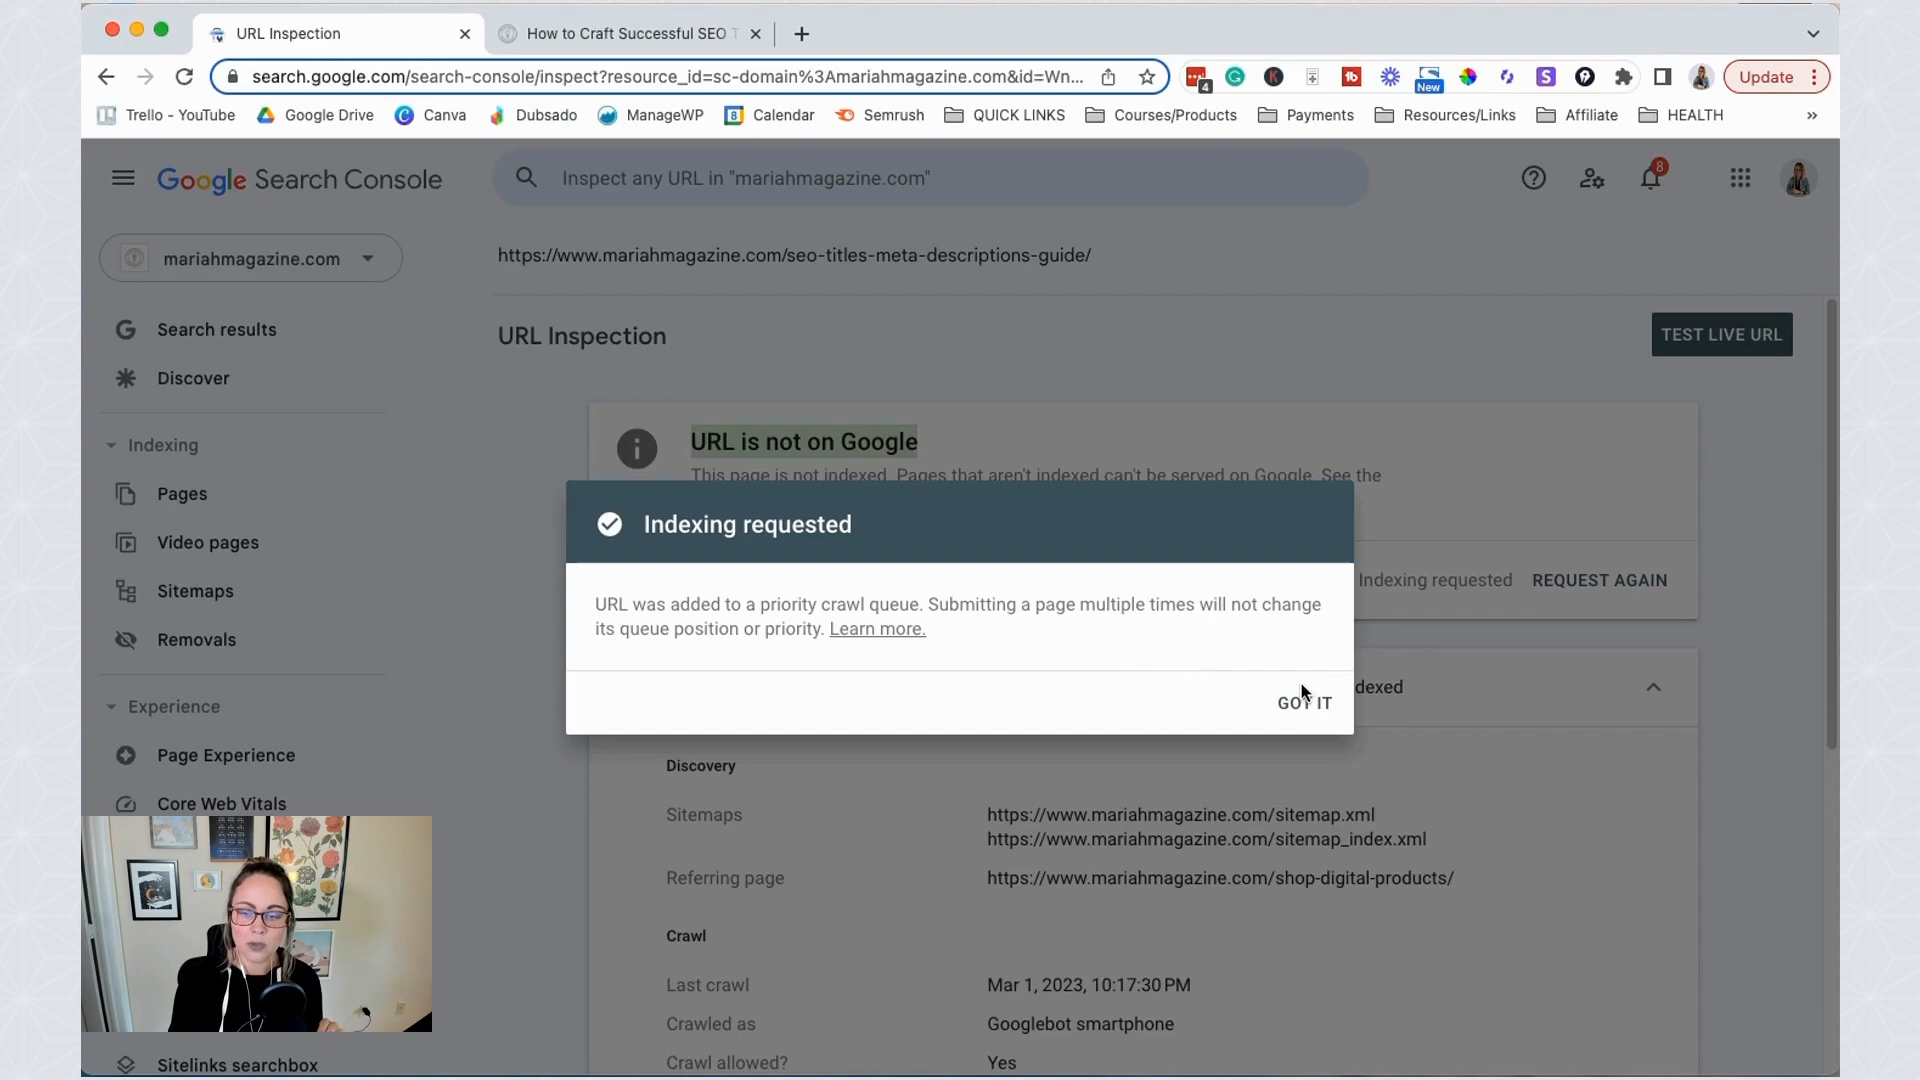 URL Inspection
How to Craft Successful SEO T
search.google.com/search-console/inspect?resource_id=sc-domain%3Amariahmagazine.com&id=Wn...
4
New
Update
Trello - YouTube
Google Drive
Canva
Dubsado
ManageWP
8
Calendar
Semrush
QUICK LINKS
Courses/Products
Payments
Resources/Links
Affiliate
HEALTH
»
Google Search Console
Inspect any URL in "mariahmagazine.com"
8
mariahmagazine.com
https://www.mariahmagazine.com/seo-titles-meta-descriptions-guide/
Search results
Discover
Indexing
Pages
Video pages
Sitemaps
Removals
Experience
Page Experience
Core Web Vitals
Sitelinks searchbox
URL Inspection
TEST LIVE URL
URL is not on Google
This page is not indexed. Pages that aren't indexed can't be served on Google. See the
Indexing requested
REQUEST AGAIN
Indexing requested
URL was added to a priority crawl queue. Submitting a page multiple times will not change
its queue position or priority. Learn more.
GOT IT
dexed
Discovery
Sitemaps
https://www.mariahmagazine.com/sitemap.xml
https://www.mariahmagazine.com/sitemap_index.xml
Referring page
https://www.mariahmagazine.com/shop-digital-products/
Crawl
Last crawl
Mar 1, 2023, 10:17:30 PM
Crawled as
Googlebot smartphone
Crawl allowed?
Yes